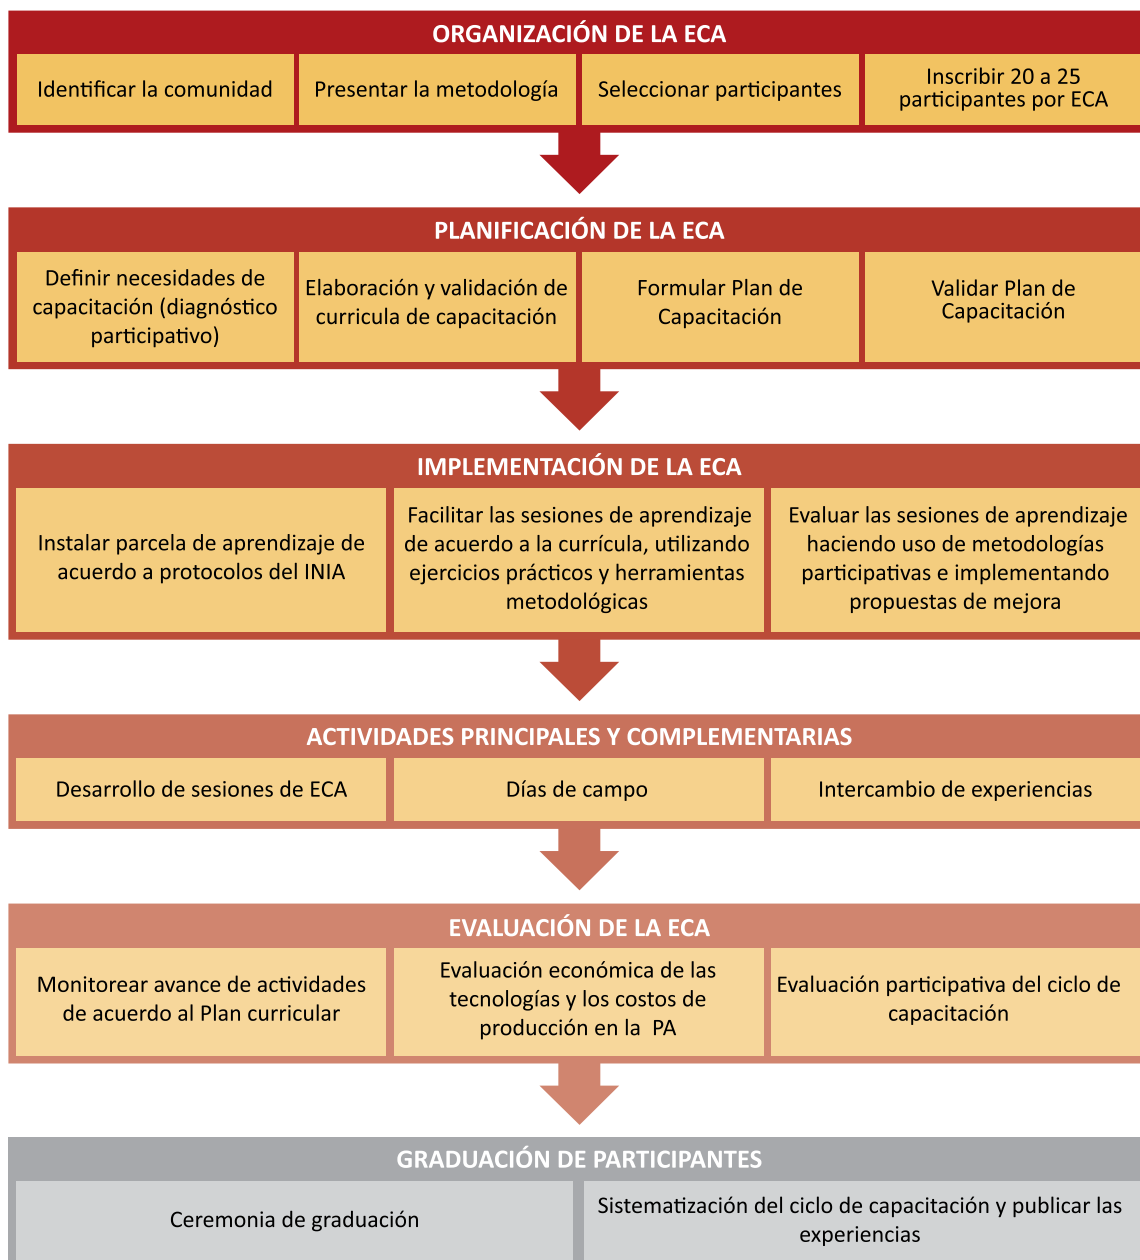 ORGANIZACIÓN DE LA ECA
Identificar la comunidad
Presentar la metodología
Seleccionar participantes
Inscribir 20 a 25
participantes por ECA
PLANIFICACIÓN DE LA ECA
Definir necesidades de
capacitación (diagnóstico
participativo)
Elaboración y validación de
curricula de capacitación
Formular Plan de
Capacitación
Validar Plan de
Capacitación
IMPLEMENTACIÓN DE LA ECA
Instalar parcela de aprendizaje de
acuerdo a protocolos del INIA
Facilitar las sesiones de aprendizaje
de acuerdo a la currícula, utilizando
ejercicios prácticos y herramientas
metodológicas
Evaluar las sesiones de aprendizaje
haciendo uso de metodologías
participativas e implementando
propuestas de mejora
ACTIVIDADES PRINCIPALES Y COMPLEMENTARIAS
Desarrollo de sesiones de ECA
Días de campo
Intercambio de experiencias
EVALUACIÓN DE LA ECA
Monitorear avance de actividades
de acuerdo al Plan curricular
Evaluación económica de las
tecnologías y los costos de
producción en la PA
Evaluación participativa del ciclo de
capacitación
GRADUACIÓN DE PARTICIPANTES
Ceremonia de graduación
Sistematización del ciclo de capacitación y publicar las
experiencias